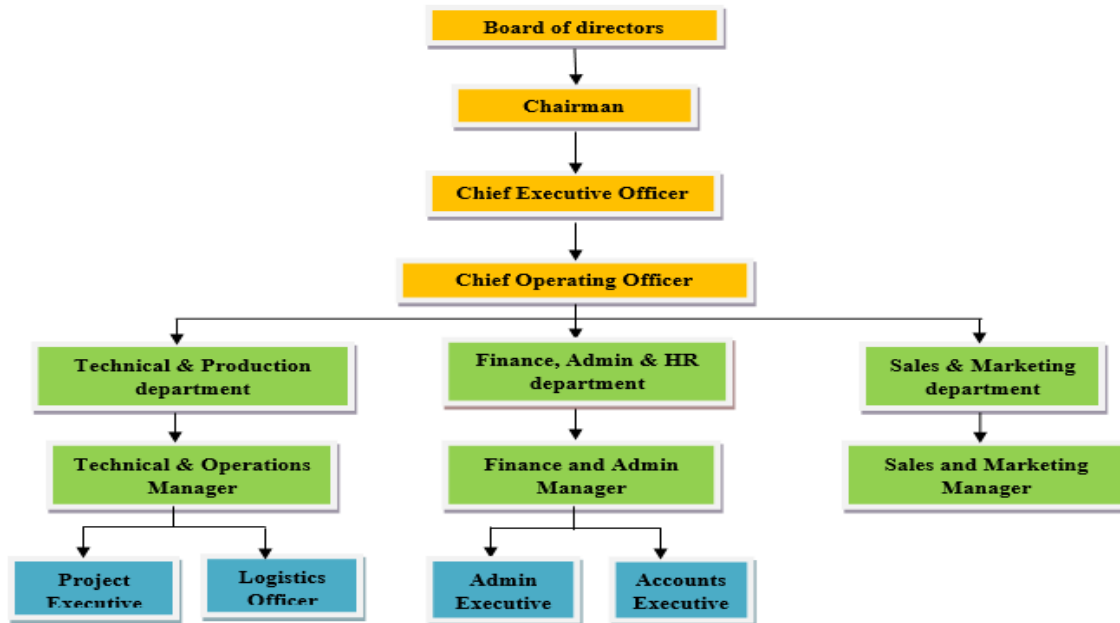 Board of directors
Chairman
Chief Executive Officer
Chief Operating Officer
Technical & Production
department
Finance, Admin & HR
department
Sales & Marketing
department
Technical & Operations
Manager
Finance and Admin
Manager
Sales and Marketing
Manager
Project
Executive
Logistics
Officer
Admin
Executive
Accounts
Executive